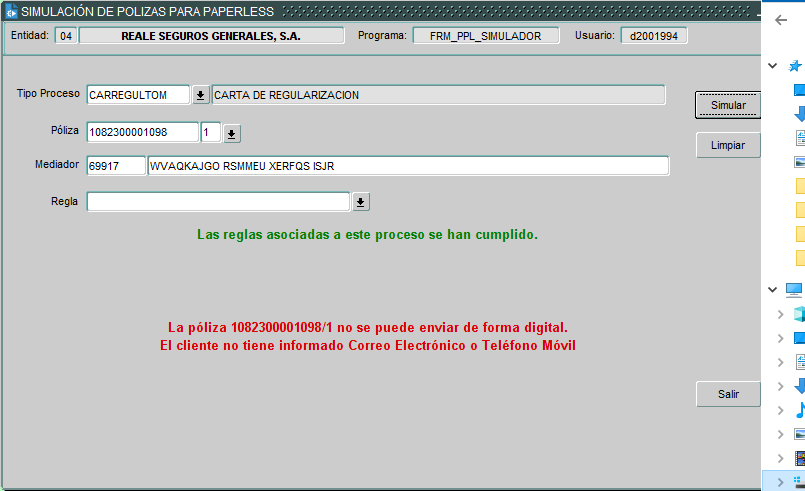 SIMULACIÓN DE POLIZAS PARA PAPERLESS
Entidad: 04 REALE SEGUROS GENERALES, S.A. Programa: FRM_PPL_SIMULADOR Usuario: d2001994
Tipo Proceso CARREGULTOM CARTA DE REGULARIZACION
Simular
Póliza 1082300001098 1
Limpiar
Mediador 69917 WVAQKAJGO RSMMEU XERFQS ISJR
Regla
Las reglas asociadas a este proceso se han cumplido.
La póliza 1082300001098/1 no se puede enviar de forma digital.
El cliente no tiene informado Correo Electrónico o Teléfono Móvil
Salir